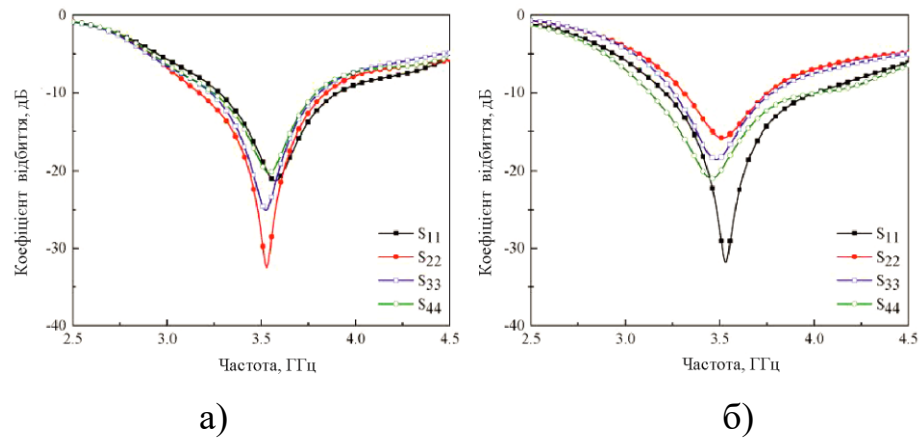 Коефіцієнт відбиття, дБ
0
-10
-20
-30
-40
S11
S22
S33
S44
2.5 3.0 3.5 4.0 4.5
Частота, ГГц
а)
Коефіцієнт відбиття, дБ
0
-10
-20
-30
-40
S11
S22
S33
S44
2.5 3.0 3.5 4.0 4.5
Частота, ГГц
б)